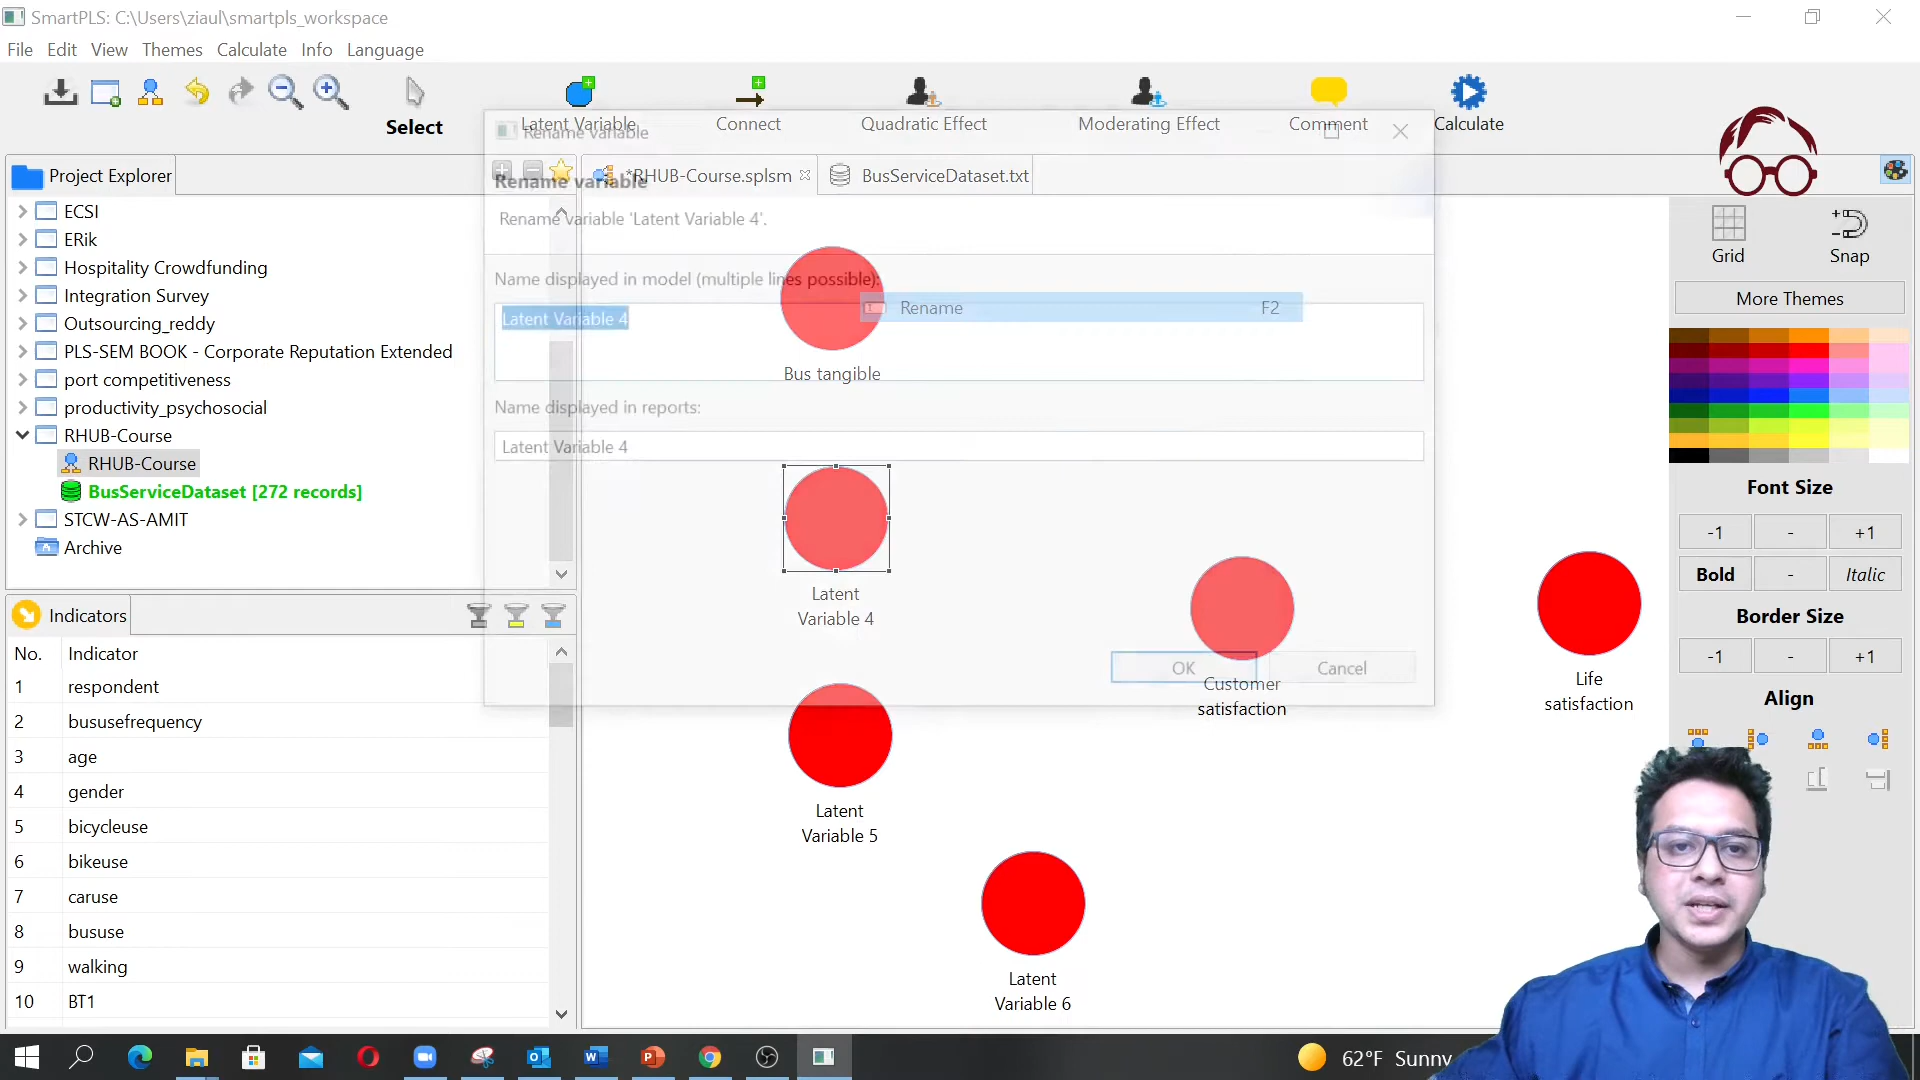 SmartPLS: C:\Users\ziaul\smartpls_workspace
File Edit View Themes Calculate Info Language
Select
Latent Variable
Connect
Quadratic Effect
Moderating Effect
Comment
Calculate
Rename variable
Project Explorer
*RHUB-Course.splsm
BusServiceDataset.txt
Rename variable
Rename variable 'Latent Variable 4'.
ECSI
ERik
Hospitality Crowdfunding
Integration Survey
Outsourcing_reddy
PLS-SEM BOOK - Corporate Reputation Extended
port competitiveness
productivity_psychosocial
RHUB-Course
RHUB-Course
BusServiceDataset [272 records]
STCW-AS-AMIT
Archive
Name displayed in model (multiple lines possible):
Latent Variable 4
Rename F2
Bus tangible
Name displayed in reports:
Latent Variable 4
Latent
Variable 4
OK
Cancel
Customer
satisfaction
Life
satisfaction
Latent
Variable 5
Latent
Variable 6
Grid
Snap
More Themes
Font Size
-1 - +1
Bold - Italic
Border Size
-1 - +1
Align
Indicators
No. Indicator
1 respondent
2 bususefrequency
3 age
4 gender
5 bicycleuse
6 bikeuse
7 caruse
8 bususe
9 walking
10 BT1
62°F Sunny